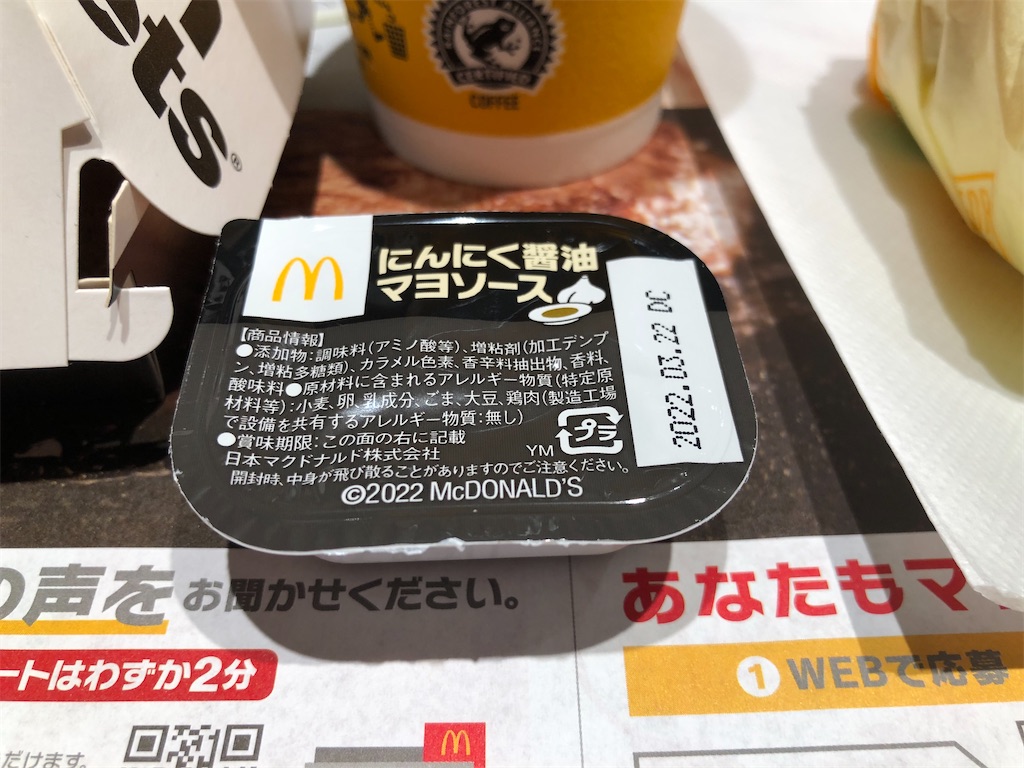 ts®
RAINFOREST ALLIANCE
CERTIFIED
COFFEE
にんにく醤油
マヨソース
【商品情報】
●添加物:調味料(アミノ酸等)、増粘剤(加工デンプ
ン、増粘多糖類)、カラメル色素、香辛料抽出物、香料、
酸味料●原材料に含まれるアレルギー物質(特定原
材料等):小麦、卵、乳成分、ごま、大豆、鶏肉(製造工場
で設備を共有するアレルギー物質:無し)
●賞味期限:この面の右に記載
日本マクドナルド株式会社
YM
プラ
開封時、中身が飛び散ることがありますのでご注意ください。
©2022 McDONALD'S
2022.03.22 DC
の声をお聞かせください。
ートはわずか2分
だけます。
あなたもマ
1 WEBで応募